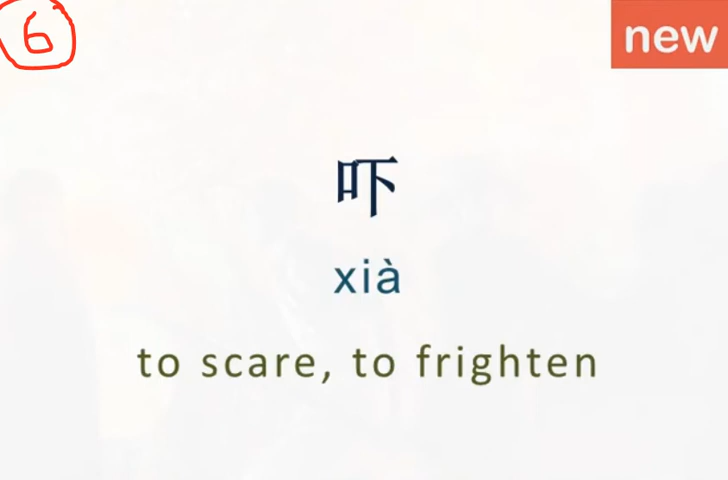 6
new
吓
xià
to scare, to frighten